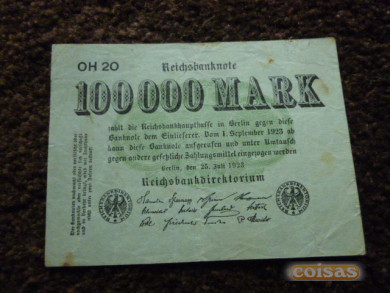 OH 20
Reichsbanknote
100000 MARK
zahlt die Reichsbankhauptkasse in Berlin gegen diese
Banknote dem Einlieferer. Vom 1. September 1923 ab
kann diese Banknote aufgerufen und unter Umtausch
gegen andere gesetzliche Zahlungsmittel eingezogen werden
Berlin, den 25. Juli 1923
Reichsbankdirektorium
coisas